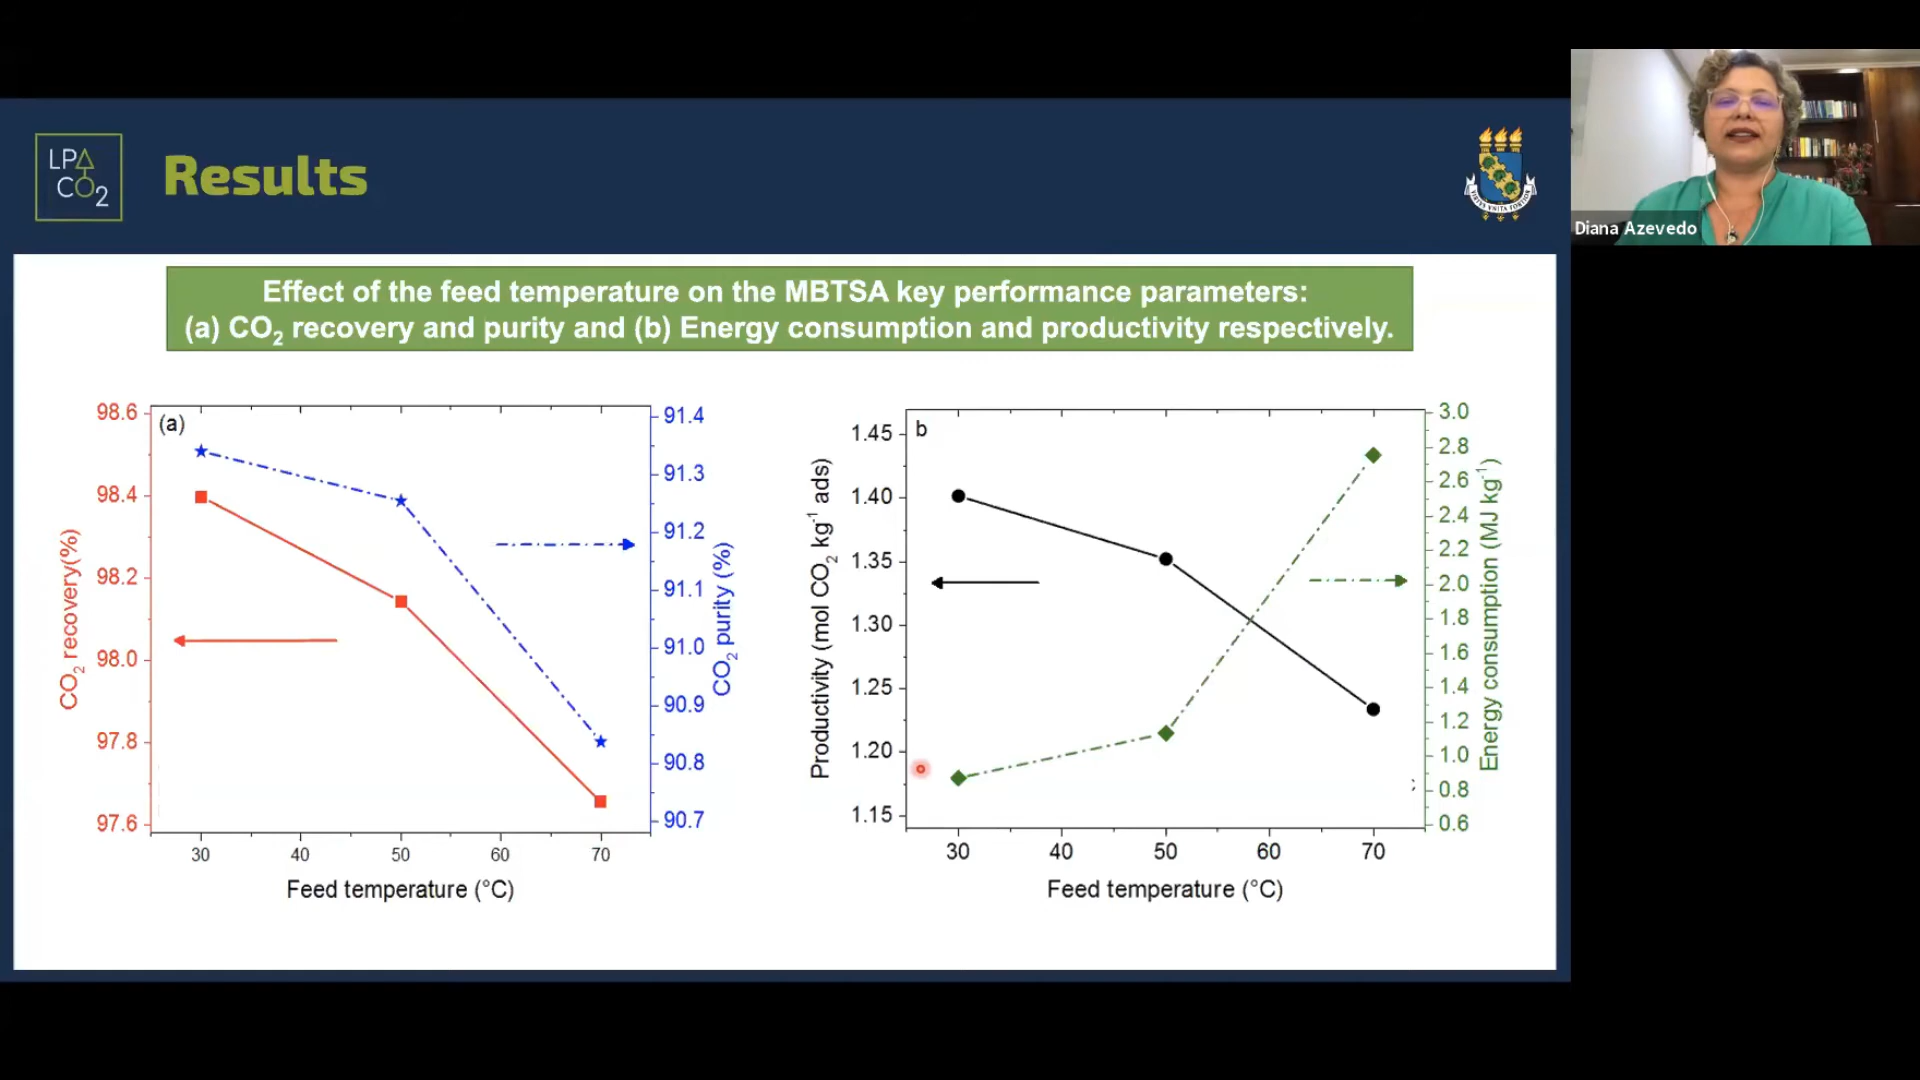 LPA
CO2
Results
VIRTUS UNITA FORTIOR
Diana Azevedo
Effect of the feed temperature on the MBTSA key performance parameters:
(a) CO2 recovery and purity and (b) Energy consumption and productivity respectively.
(a)
98.6
98.4
98.2
98.0
97.8
97.6
CO2 recovery(%)
91.4
91.3
91.2
91.1
91.0
90.9
90.8
90.7
CO2 purity (%)
30 40 50 60 70
Feed temperature (°C)
b
1.45
1.40
1.35
1.30
1.25
1.20
1.15
Productivity (mol CO2 kg-1 ads)
3.0
2.8
2.6
2.4
2.2
2.0
1.8
1.6
1.4
1.2
1.0
0.8
0.6
Energy consumption (MJ kg-1)
30 40 50 60 70
Feed temperature (°C)